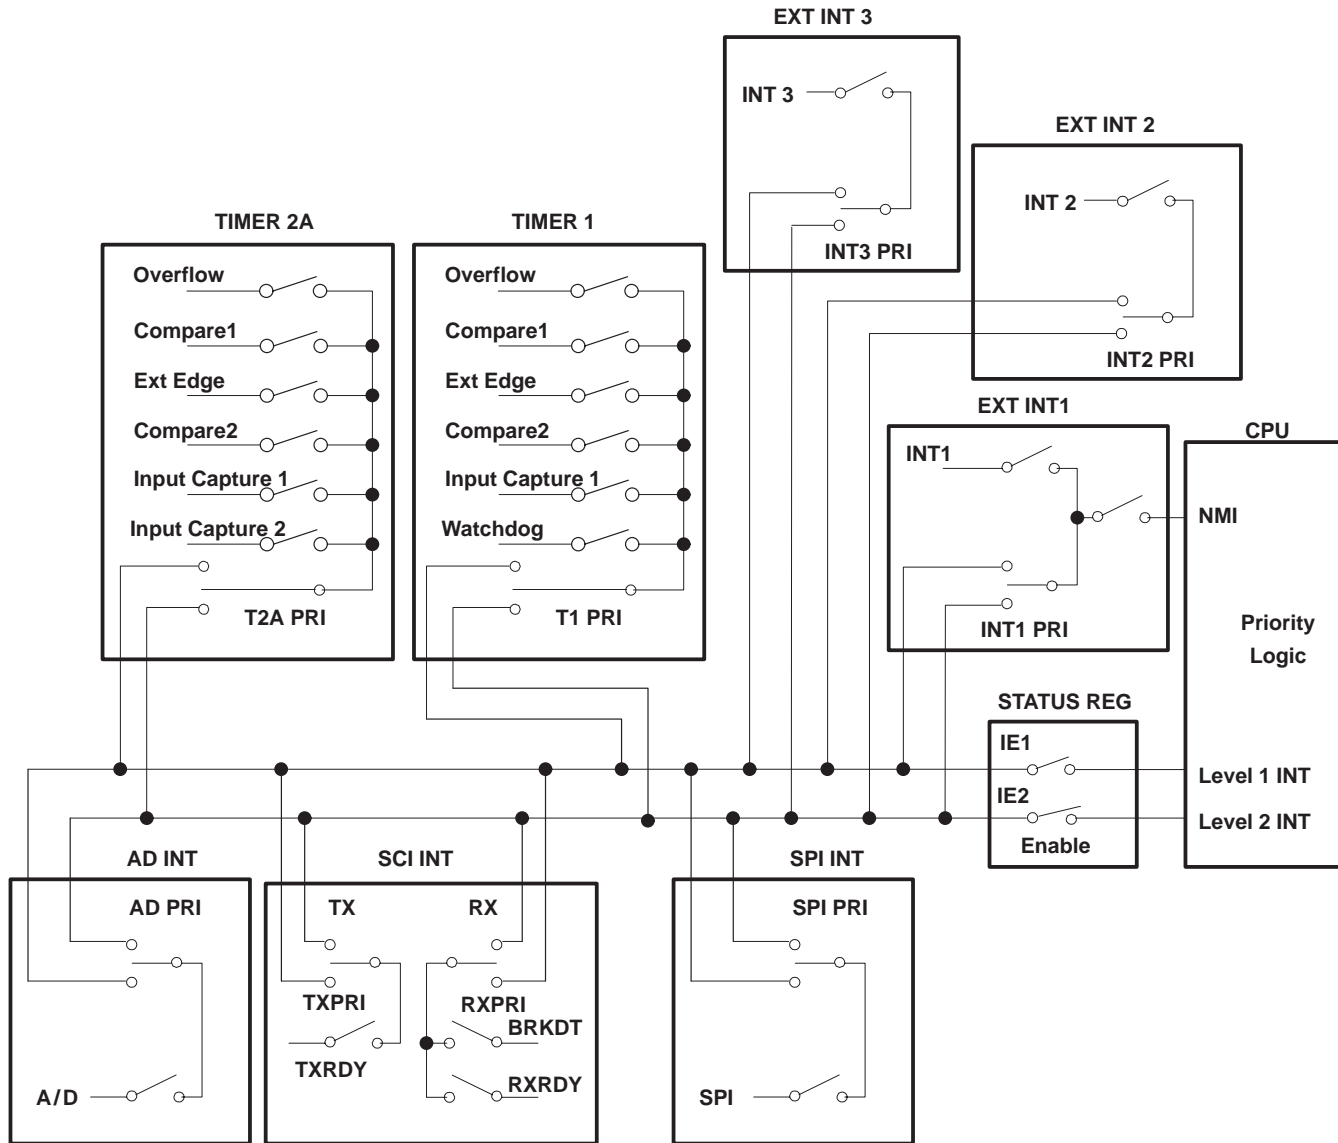 EXT INT 3
INT 3
INT3 PRI
EXT INT 2
INT 2
INT2 PRI
TIMER 2A
Overflow
Compare1
Ext Edge
Compare2
Input Capture 1
Input Capture 2
T2A PRI
TIMER 1
Overflow
Compare1
Ext Edge
Compare2
Input Capture 1
Watchdog
T1 PRI
EXT INT1
INT1
INT1 PRI
CPU
NMI
Priority
Logic
Level 1 INT
Level 2 INT
STATUS REG
IE1
IE2
Enable
AD INT
AD PRI
A/D
SCI INT
TX
RX
TXPRI
RXPRI
BRKDT
TXRDY
RXRDY
SPI INT
SPI PRI
SPI